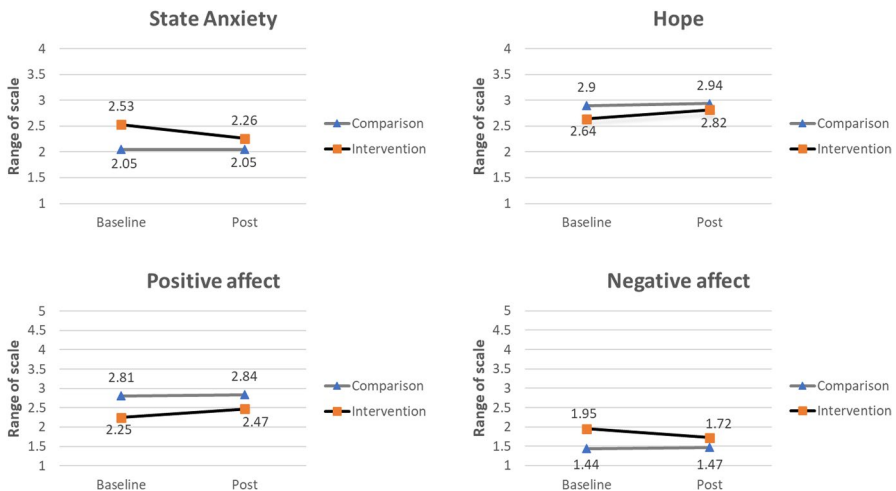 State Anxiety
Range of scale
4
3.5
3
2.5
2
1.5
1
2.53
2.26
2.05
2.05
Baseline
Post
Comparison
Intervention
Hope
Range of scale
4
3.5
3
2.5
2
1.5
1
2.9
2.94
2.64
2.82
Baseline
Post
Comparison
Intervention
Positive affect
Range of scale
5
4.5
4
3.5
3
2.5
2
1.5
1
2.81
2.84
2.25
2.47
Baseline
Post
Comparison
Intervention
Negative affect
Range of scale
5
4.5
4
3.5
3
2.5
2
1.5
1
1.95
1.72
1.44
1.47
Baseline
Post
Comparison
Intervention